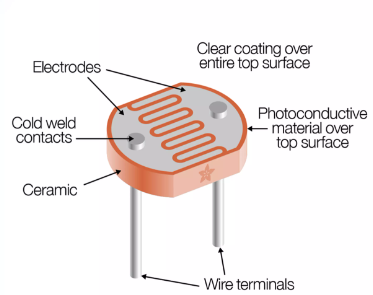 Clear coating over
entire top surface
Electrodes
Photoconductive
material over
top surface
Cold weld
contacts
Ceramic
Wire terminals